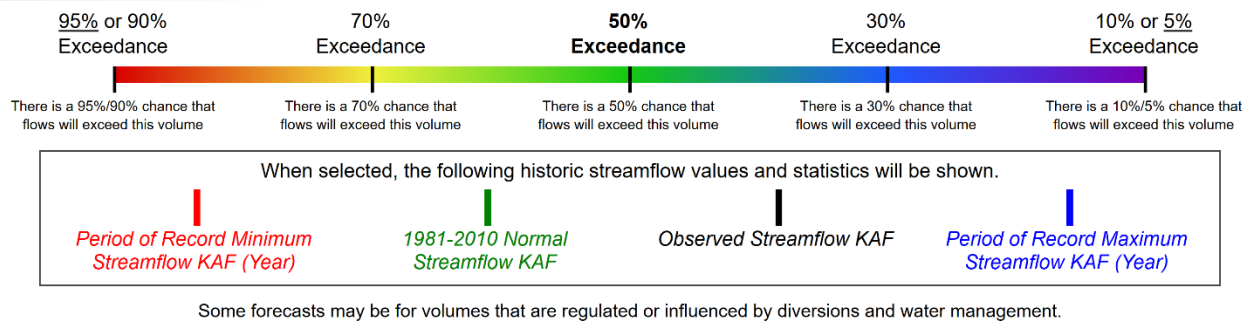 95% or 90%
Exceedance
70%
Exceedance
50%
Exceedance
30%
Exceedance
10% or 5%
Exceedance
There is a 95%/90% chance that
flows will exceed this volume
There is a 70% chance that
flows will exceed this volume
There is a 50% chance that
flows will exceed this volume
There is a 30% chance that
flows will exceed this volume
There is a 10%/5% chance that
flows will exceed this volume
When selected, the following historic streamflow values and statistics will be shown.
Period of Record Minimum
Streamflow KAF (Year)
1981-2010 Normal
Streamflow KAF
Observed Streamflow KAF
Period of Record Maximum
Streamflow KAF (Year)
Some forecasts may be for volumes that are regulated or influenced by diversions and water management.